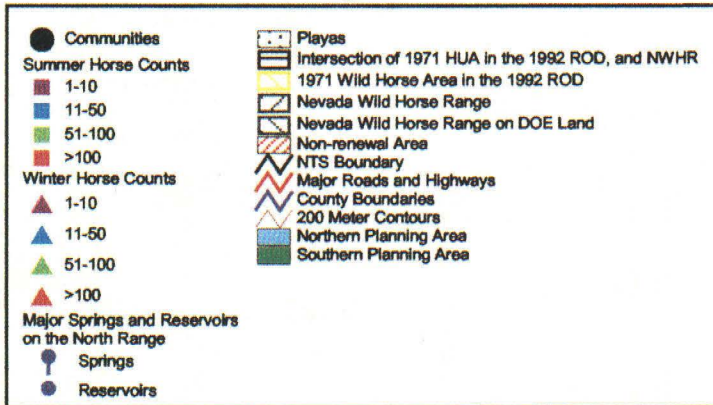 Communities
Summer Horse Counts
1-10
11-50
51-100
>100
Winter Horse Counts
1-10
11-50
51-100
>100
Major Springs and Reservoirs
on the North Range
Springs
Reservoirs
Playas
Intersection of 1971 HUA in the 1992 ROD, and NWHR
1971 Wild Horse Area in the 1992 ROD
Nevada Wild Horse Range
Nevada Wild Horse Range on DOE Land
Non-renewal Area
NTS Boundary
Major Roads and Highways
County Boundaries
200 Meter Contours
Northern Planning Area
Southern Planning Area